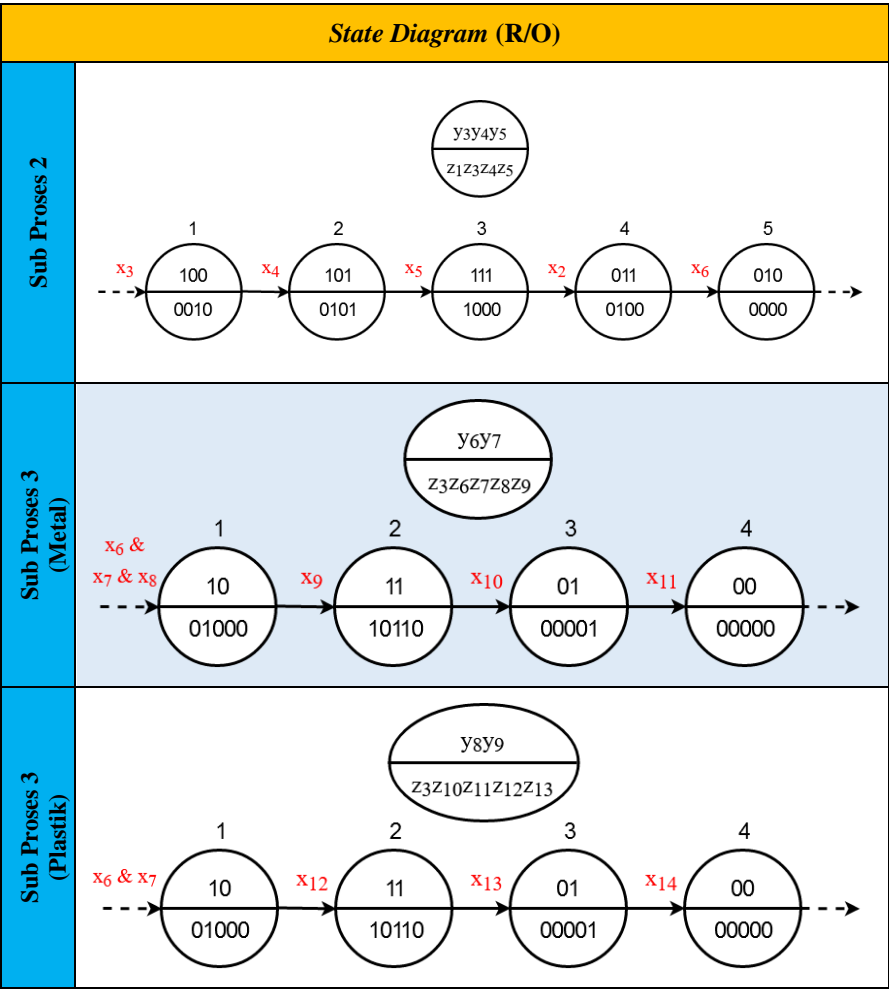 State Diagram (R/O)
Sub Proses 2
y3y4y5
z1z3z4z5
1 2 3 4 5
x3 100 x4 101 x5 111 x2 011 x6 010
0010 0101 1000 0100 0000
Sub Proses 3
(Metal)
y6y7
z3z6z7z8z9
1 2 3 4
x6 &
x7 & x8 10 x9 11 x10 01 x11 00
01000 10110 00001 00000
Sub Proses 3
(Plastik)
y8y9
z3z10z11z12z13
1 2 3 4
x6 & x7 10 x12 11 x13 01 x14 00
01000 10110 00001 00000